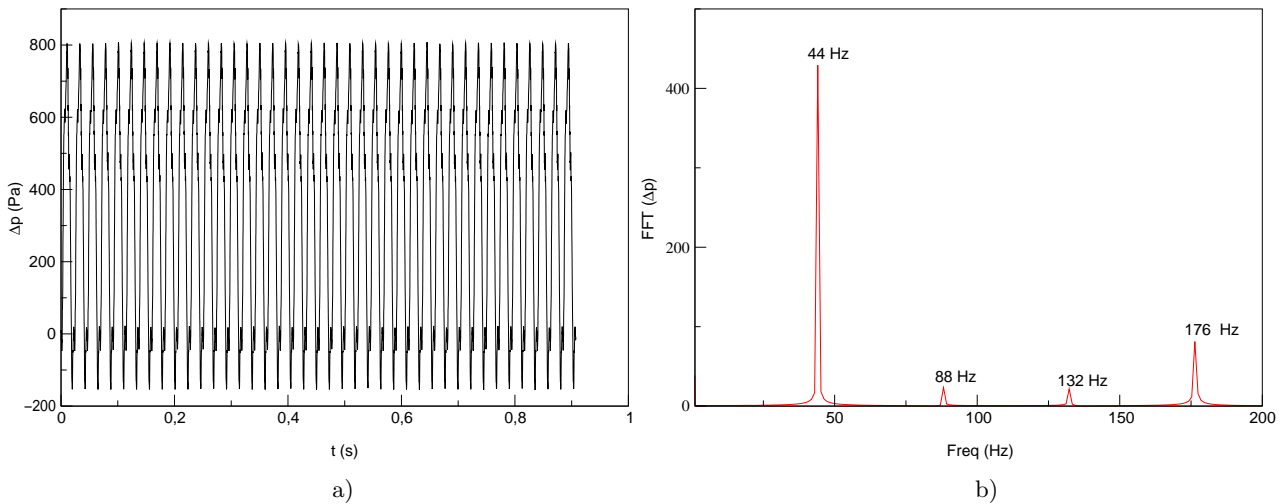 800
600
400
200
0
−200
Δp (Pa)
0
0,2
0,4
0,6
0,8
1
t (s)
a)
44 Hz
88 Hz
132 Hz
176 Hz
400
200
0
FFT (Δp)
50
100
150
200
Freq (Hz)
b)